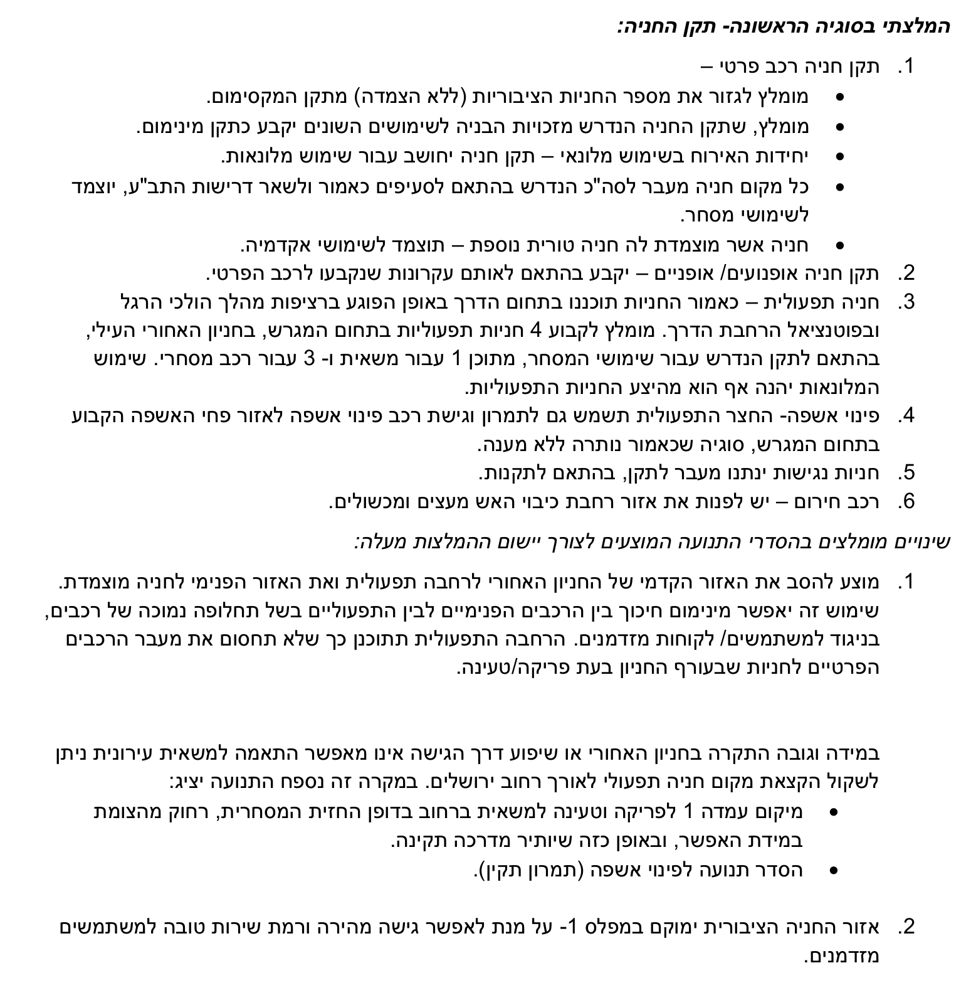 המלצתי בסוגיה הראשונה- תקן החניה:
1. תקן חניה רכב פרטי –
• מומלץ לגזור את מספר החניות הציבוריות (ללא הצמדה) מתקן המקסימום.
• מומלץ, שתקן החניה הנדרש מזכויות הבניה לשימושים השונים יקבע כתקן מינימום.
• יחידות האירוח בשימוש מלונאי – תקן חניה יחושב עבור שימוש מלונאות.
• כל מקום חניה מעבר לסה"כ הנדרש בהתאם לסעיפים כאמור ולשאר דרישות התב"ע, יוצמד
לשימושי מסחר.
• חניה אשר מוצמדת לה חניה טורית נוספת – תוצמד לשימושי אקדמיה.
2. תקן חניה אופנועים/ אופניים – יקבע בהתאם לאותם עקרונות שנקבעו לרכב הפרטי.
3. חניה תפעולית – כאמור החניות תוכננו בתחום הדרך באופן הפוגע ברציפות מהלך הולכי הרגל
ובפוטנציאל הרחבת הדרך. מומלץ לקבוע 4 חניות תפעוליות בתחום המגרש, בחניון האחורי העילי,
בהתאם לתקן הנדרש עבור שימושי המסחר, מתוכן 1 עבור משאית ו- 3 עבור רכב מסחרי. שימוש
המלונאות יהנה אף הוא מהיצע החניות התפעוליות.
4. פינוי אשפה- החצר התפעולית תשמש גם לתמרון וגישת רכב פינוי אשפה לאזור פחי האשפה הקבוע
בתחום המגרש, סוגיה שכאמור נותרה ללא מענה.
5. חניות נגישות ינתנו מעבר לתקן, בהתאם לתקנות.
6. רכב חירום – יש לפנות את אזור רחבת כיבוי האש מעצים ומכשולים.
שינויים מומלצים בהסדרי התנועה המוצעים לצורך יישום ההמלצות מעלה:
1. מוצע להסב את האזור הקדמי של החניון האחורי לרחבה תפעולית ואת האזור הפנימי לחניה מוצמדת.
שימוש זה יאפשר מינימום חיכוך בין הרכבים הפנימיים לבין התפעוליים בשל תחלופה נמוכה של רכבים,
בניגוד למשתמשים/ לקוחות מזדמנים. הרחבה התפעולית תתוכנן כך שלא תחסום את מעבר הרכבים
הפרטיים לחניות שבעורף החניון בעת פריקה/טעינה.
במידה וגובה התקרה בחניון האחורי או שיפוע דרך הגישה אינו מאפשר התאמה למשאית עירונית ניתן
לשקול הקצאת מקום חניה תפעולי לאורך רחוב ירושלים. במקרה זה נספח התנועה יציג:
• מיקום עמדה 1 לפריקה וטעינה למשאית ברחוב בדופן החזית המסחרית, רחוק מהצומת
במידת האפשר, ובאופן כזה שיותיר מדרכה תקינה.
• הסדר תנועה לפינוי אשפה (תמרון תקין).
2. אזור החניה הציבורית ימוקם במפלס 1- על מנת לאפשר גישה מהירה ורמת שירות טובה למשתמשים
מזדמנים.